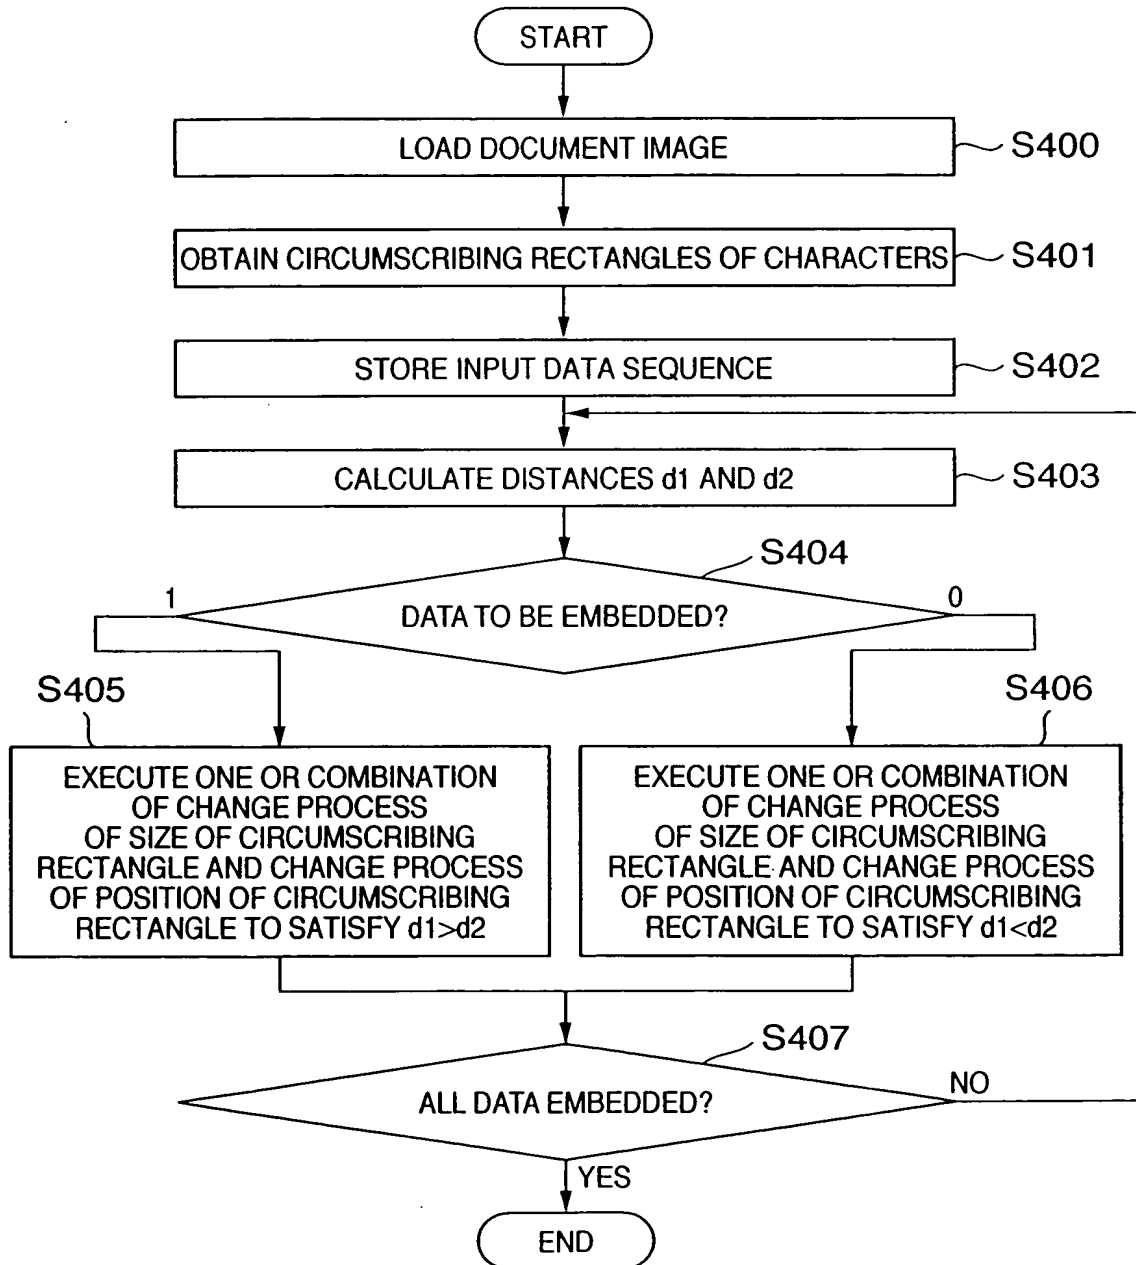 START
LOAD DOCUMENT IMAGE
S400
OBTAIN CIRCUMSCRIBING RECTANGLES OF CHARACTERS
S401
STORE INPUT DATA SEQUENCE
S402
CALCULATE DISTANCES d1 AND d2
S403
S404
1
DATA TO BE EMBEDDED?
0
S405
EXECUTE ONE OR COMBINATION
OF CHANGE PROCESS
OF SIZE OF CIRCUMSCRIBING
RECTANGLE AND CHANGE PROCESS
OF POSITION OF CIRCUMSCRIBING
RECTANGLE TO SATISFY d1>d2
S406
EXECUTE ONE OR COMBINATION
OF CHANGE PROCESS
OF SIZE OF CIRCUMSCRIBING
RECTANGLE AND CHANGE PROCESS
OF POSITION OF CIRCUMSCRIBING
RECTANGLE TO SATISFY d1<d2
S407
ALL DATA EMBEDDED?
NO
YES
END